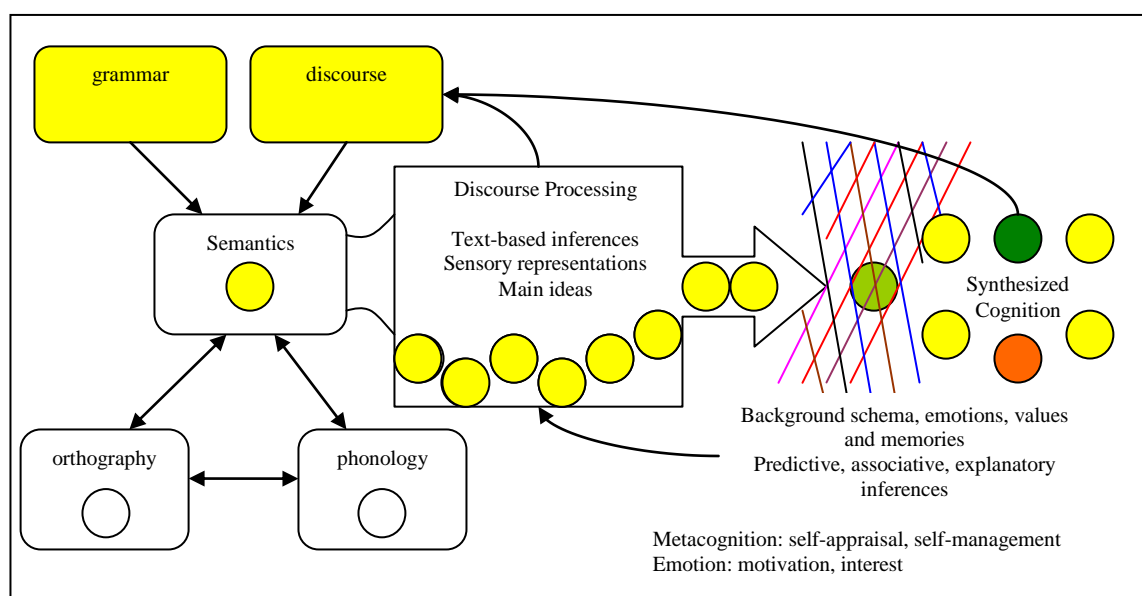 grammar
discourse
Discourse Processing
Text-based inferences
Sensory representations
Main ideas
Semantics
Synthesized
Cognition
orthography
phonology
Background schema, emotions, values
and memories
Predictive, associative, explanatory
inferences
Metacognition: self-appraisal, self-management
Emotion: motivation, interest